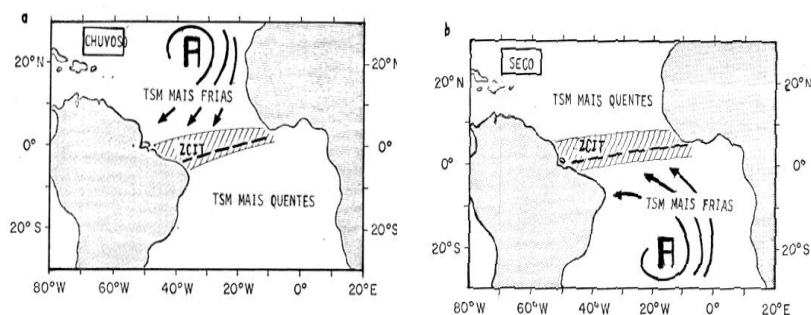 a
CHUVOSO
A
20°N
20°N
TSM MAIS FRIAS
0°
ZCIT
0°
TSM MAIS QUENTES
20°S
20°S
80°W
60°W
40°W
20°W
0°
20°E
b
SECO
20°N
20°N
TSM MAIS QUENTES
ZCIT
0°
0°
TSM MAIS FRIAS
A
20°S
20°S
80°W
60°W
40°W
20°W
0°
20°E